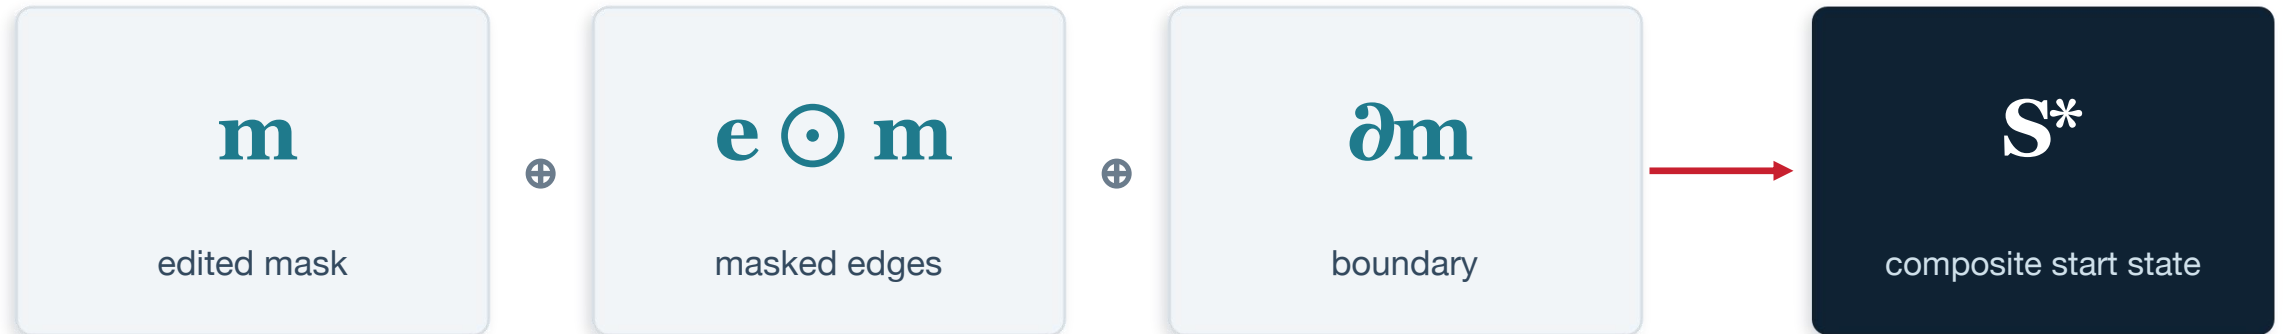 m
edited mask
⊕
e ⊙ m
masked edges
⊕
∂m
boundary
S*
composite start state